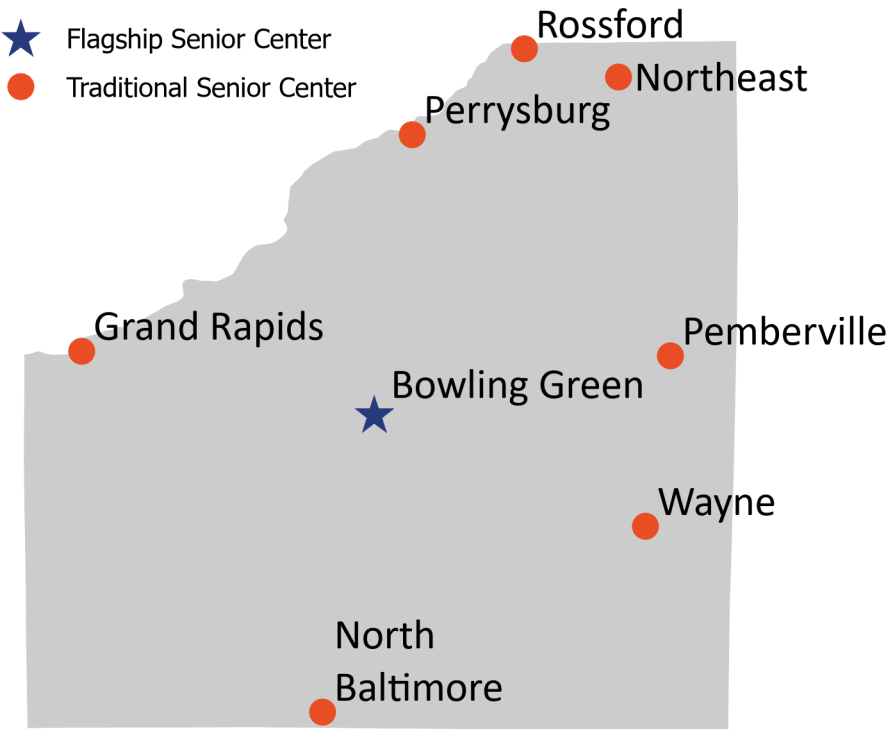 Flagship Senior Center
Traditional Senior Center
Rossford
Northeast
Perrysburg
Grand Rapids
Pemberville
Bowling Green
Wayne
North
Baltimore